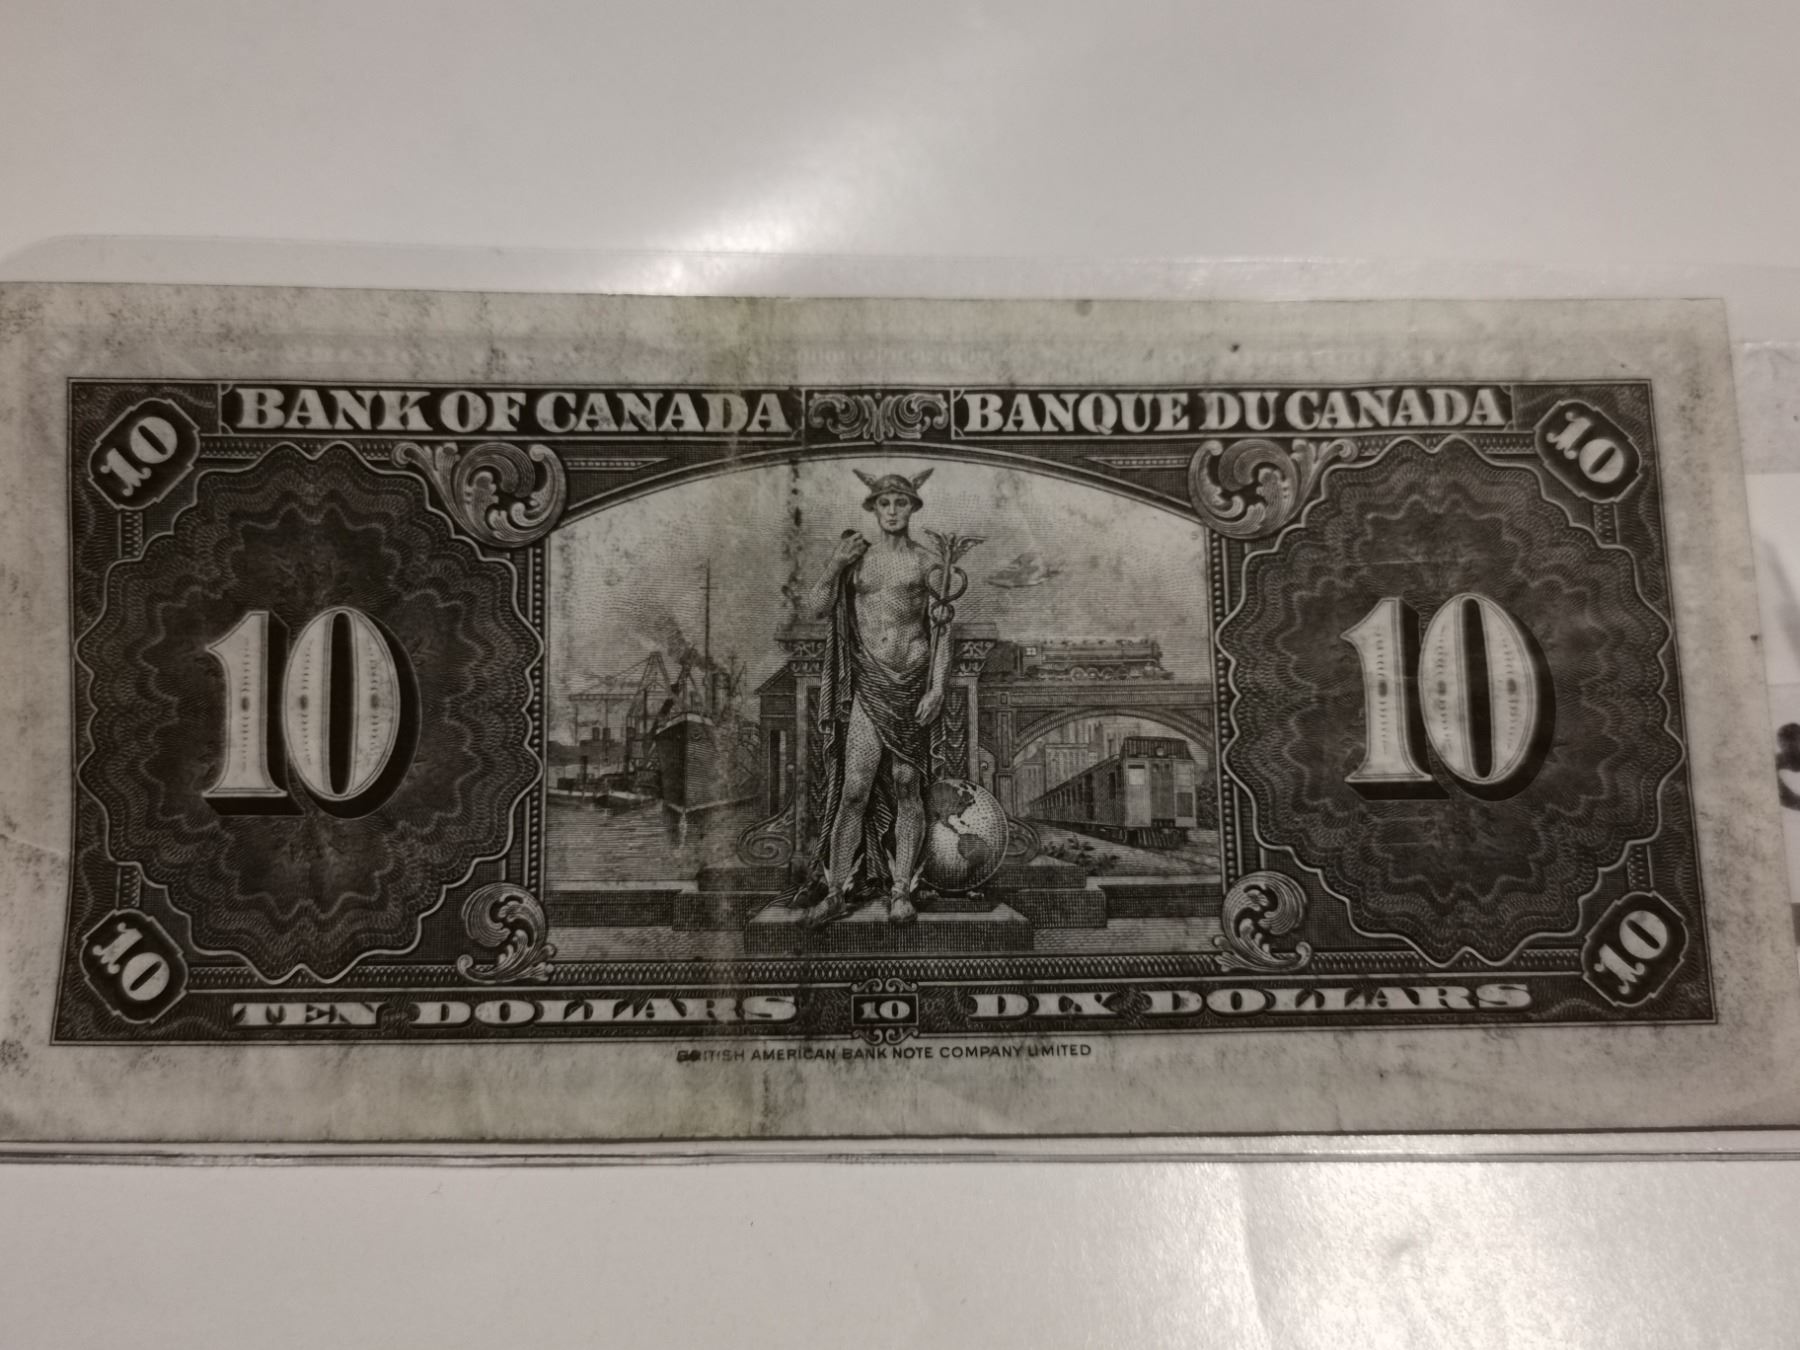 BANK OF CANADA BANQUE DU CANADA
10 10
10 10
10 10
TEN DOLLARS 10 DIX DOLLARS
BRITISH AMERICAN BANK NOTE COMPANY LIMITED